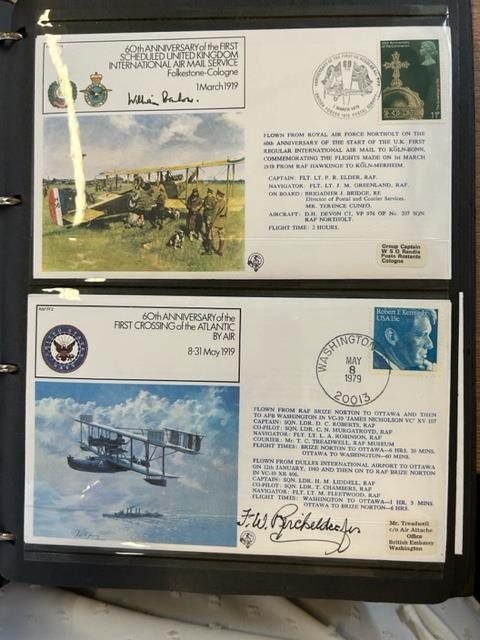 60th ANNIVERSARY of the FIRST
SCHEDULED UNITED KINGDOM
INTERNATIONAL AIR MAIL SERVICE
Folkestone-Cologne
1 March 1919
1 MARCH 1979
FLOWN FROM ROYAL AIR FORCE NORTHOLT ON THE
60th ANNIVERSARY OF THE START OF THE U.K. FIRST
REGULAR INTERNATIONAL AIR MAIL TO KÖLN-BONN,
COMMEMORATING THE FLIGHTS MADE ON 1st MARCH
1919 FROM RAF HAWKINGE TO KÖLN-MERHEIM.
CAPTAIN: FLT. LT. P. R. ELDER, RAF.
NAVIGATOR: FLT. LT. J. M. GREENLAND, RAF.
ON BOARD: BRIGADIER J. BRIDGE, RE
Director of Postal and Courier Services.
MR. TERENCE CUNEO.
AIRCRAFT: D.H. DEVON C1, VP 976 OF No. 207 SQN
RAF NORTHOLT.
FLIGHT TIME: 2 HOURS.
Group Captain
W S O Randle
Poste Restante
Cologne
RAF FF2
60th ANNIVERSARY of the
FIRST CROSSING of the ATLANTIC
BY AIR
8-31 May 1919
Robert F. Kennedy
USA 15c
WASHINGTON
MAY
8
1979
20013
FLOWN FROM RAF BRIZE NORTON TO OTTAWA AND THEN
TO AFB WASHINGTON IN VC-10 'JAMES NICHOLSON VC' XV 107
CAPTAIN: SQN. LDR. D. C. ROBERTS, RAF
CO-PILOT: SQN. LDR. C. N. MURGATROYD, RAF
NAVIGATOR: FLT. LT. L. A. ROBINSON, RAF
COURIER: Mr. T. C. TREADWELL, RAF MUSEUM
FLIGHT TIMES: BRIZE NORTON TO OTTAWA—6 HRS, 20 MINS.
OTTAWA TO WASHINGTON—60 MINS.
FLOWN FROM DULLES INTERNATIONAL AIRPORT TO OTTAWA
ON 12th JANUARY, 1980 AND THEN ON TO RAF BRIZE NORTON
IN VC-10 XR 806.
CAPTAIN: SQN. LDR. H. M. LIDDELL, RAF
CO-PILOT: SQN. LDR. T. CHAMBERS, RAF
NAVIGATOR: FLT. LT. M. FLEETWOOD, RAF.
FLIGHT TIMES: WASHINGTON TO OTTAWA—1 HR, 5 MINS.
OTTAWA TO BRIZE NORTON—6 HRS.
Mr. Treadwell
c/o Air Attache
Office
British Embassy
Washington